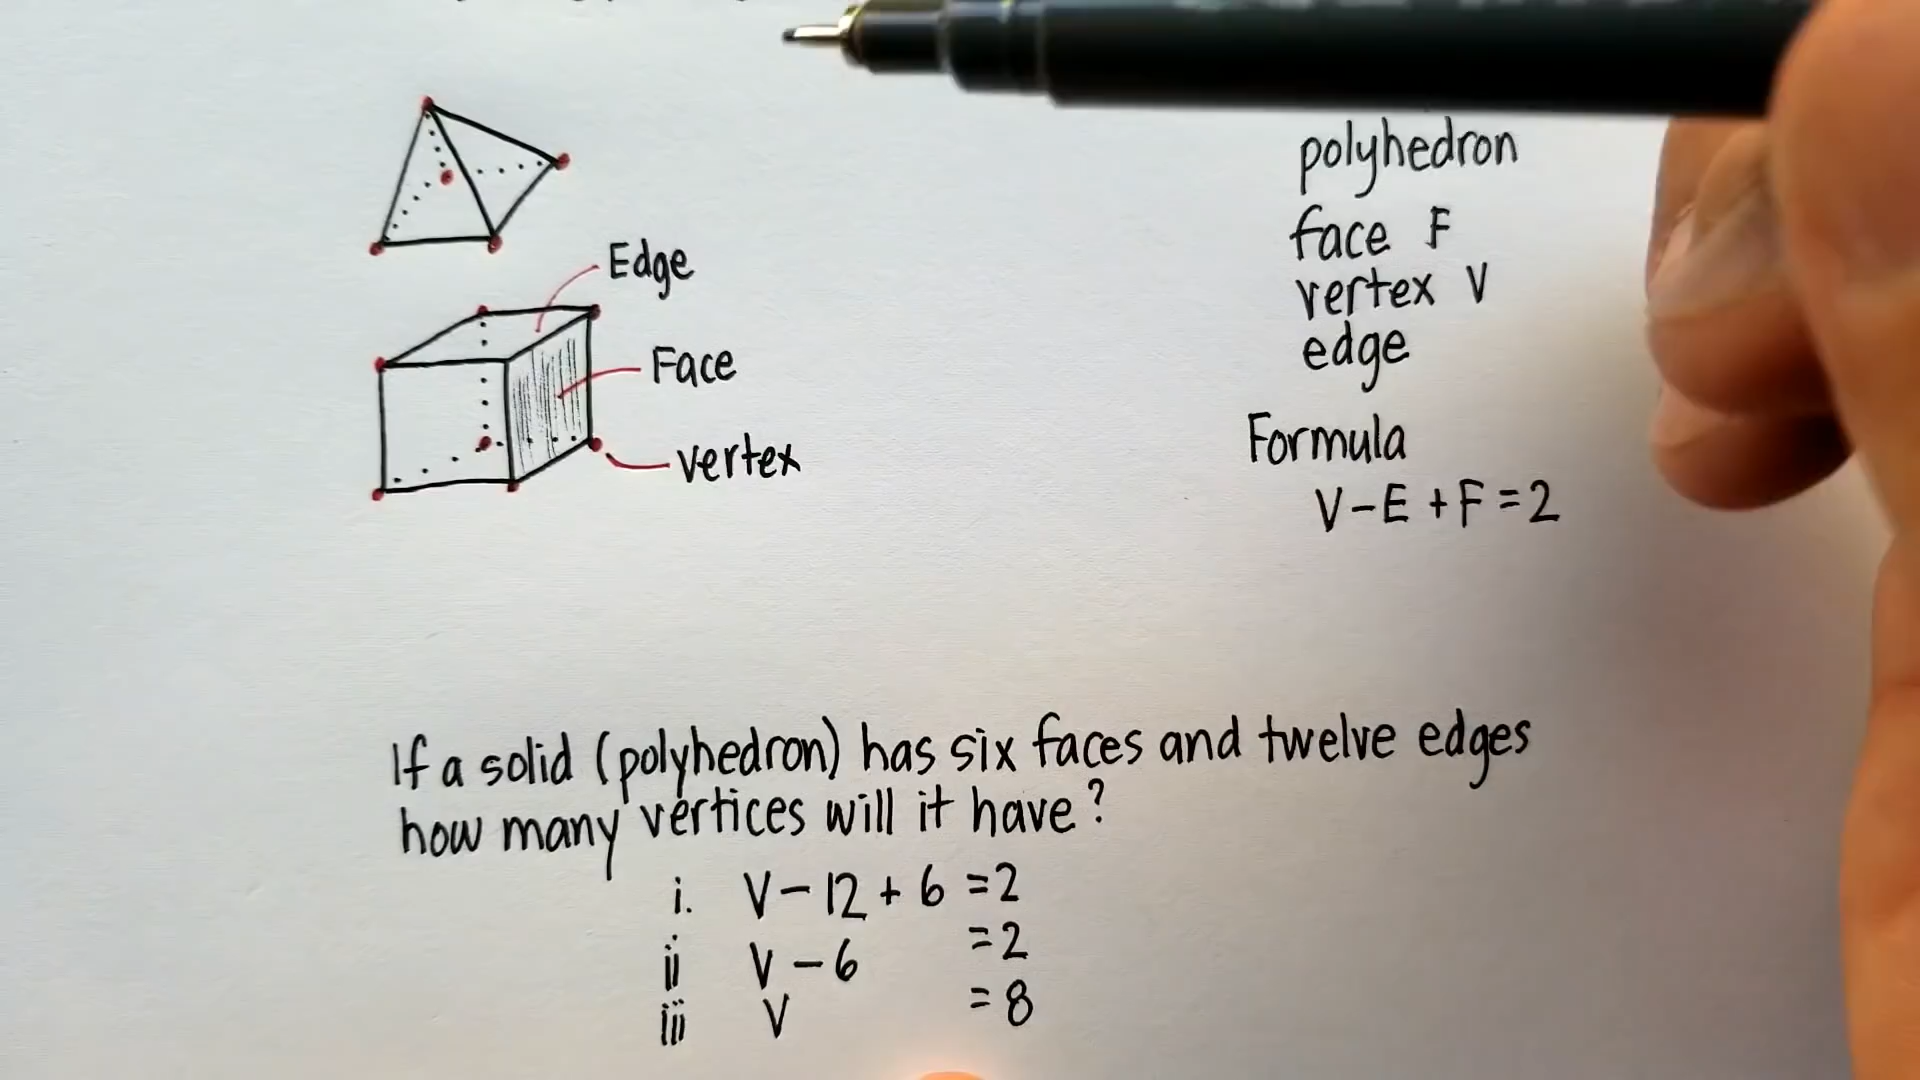 polyhedron
face F
vertex V
edge
Edge
Face
vertex
Formula
V-E+F=2
If a solid (polyhedron) has six faces and twelve edges
how many vertices will it have?
i. V-12+6=2
ii V-6 =2
iii V =8